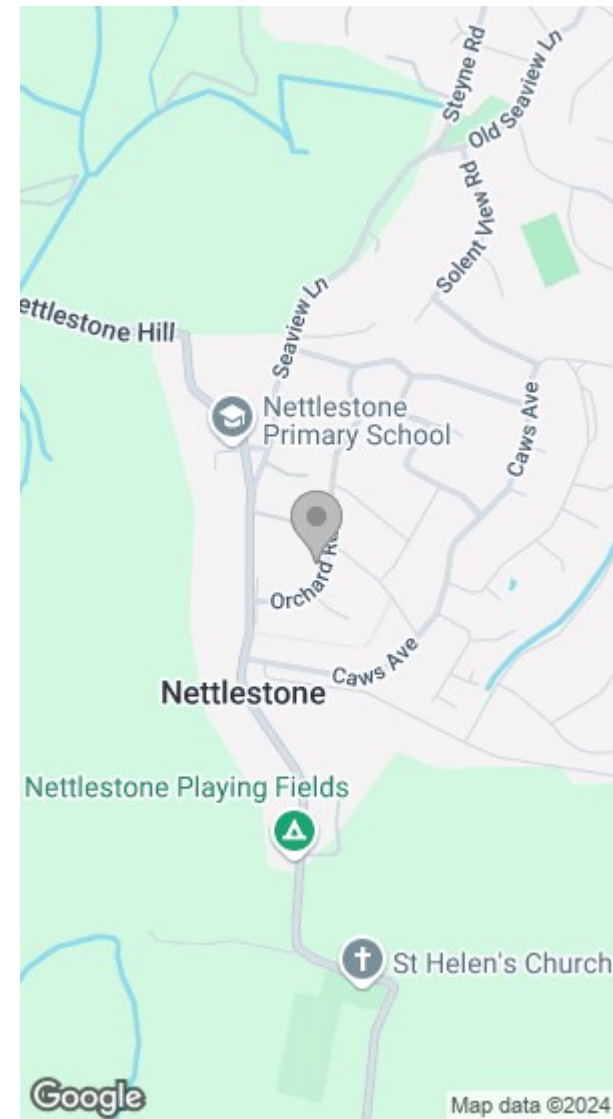 Steyne Rd
Old Seaview Ln
Solent View Rd
ettlestone Hill
Seaview Ln
Nettlestone
Primary School
Caws Ave
Orchard Rd
Caws Ave
Nettlestone
Nettlestone Playing Fields
St Helen's Church
Google
Map data ©2024